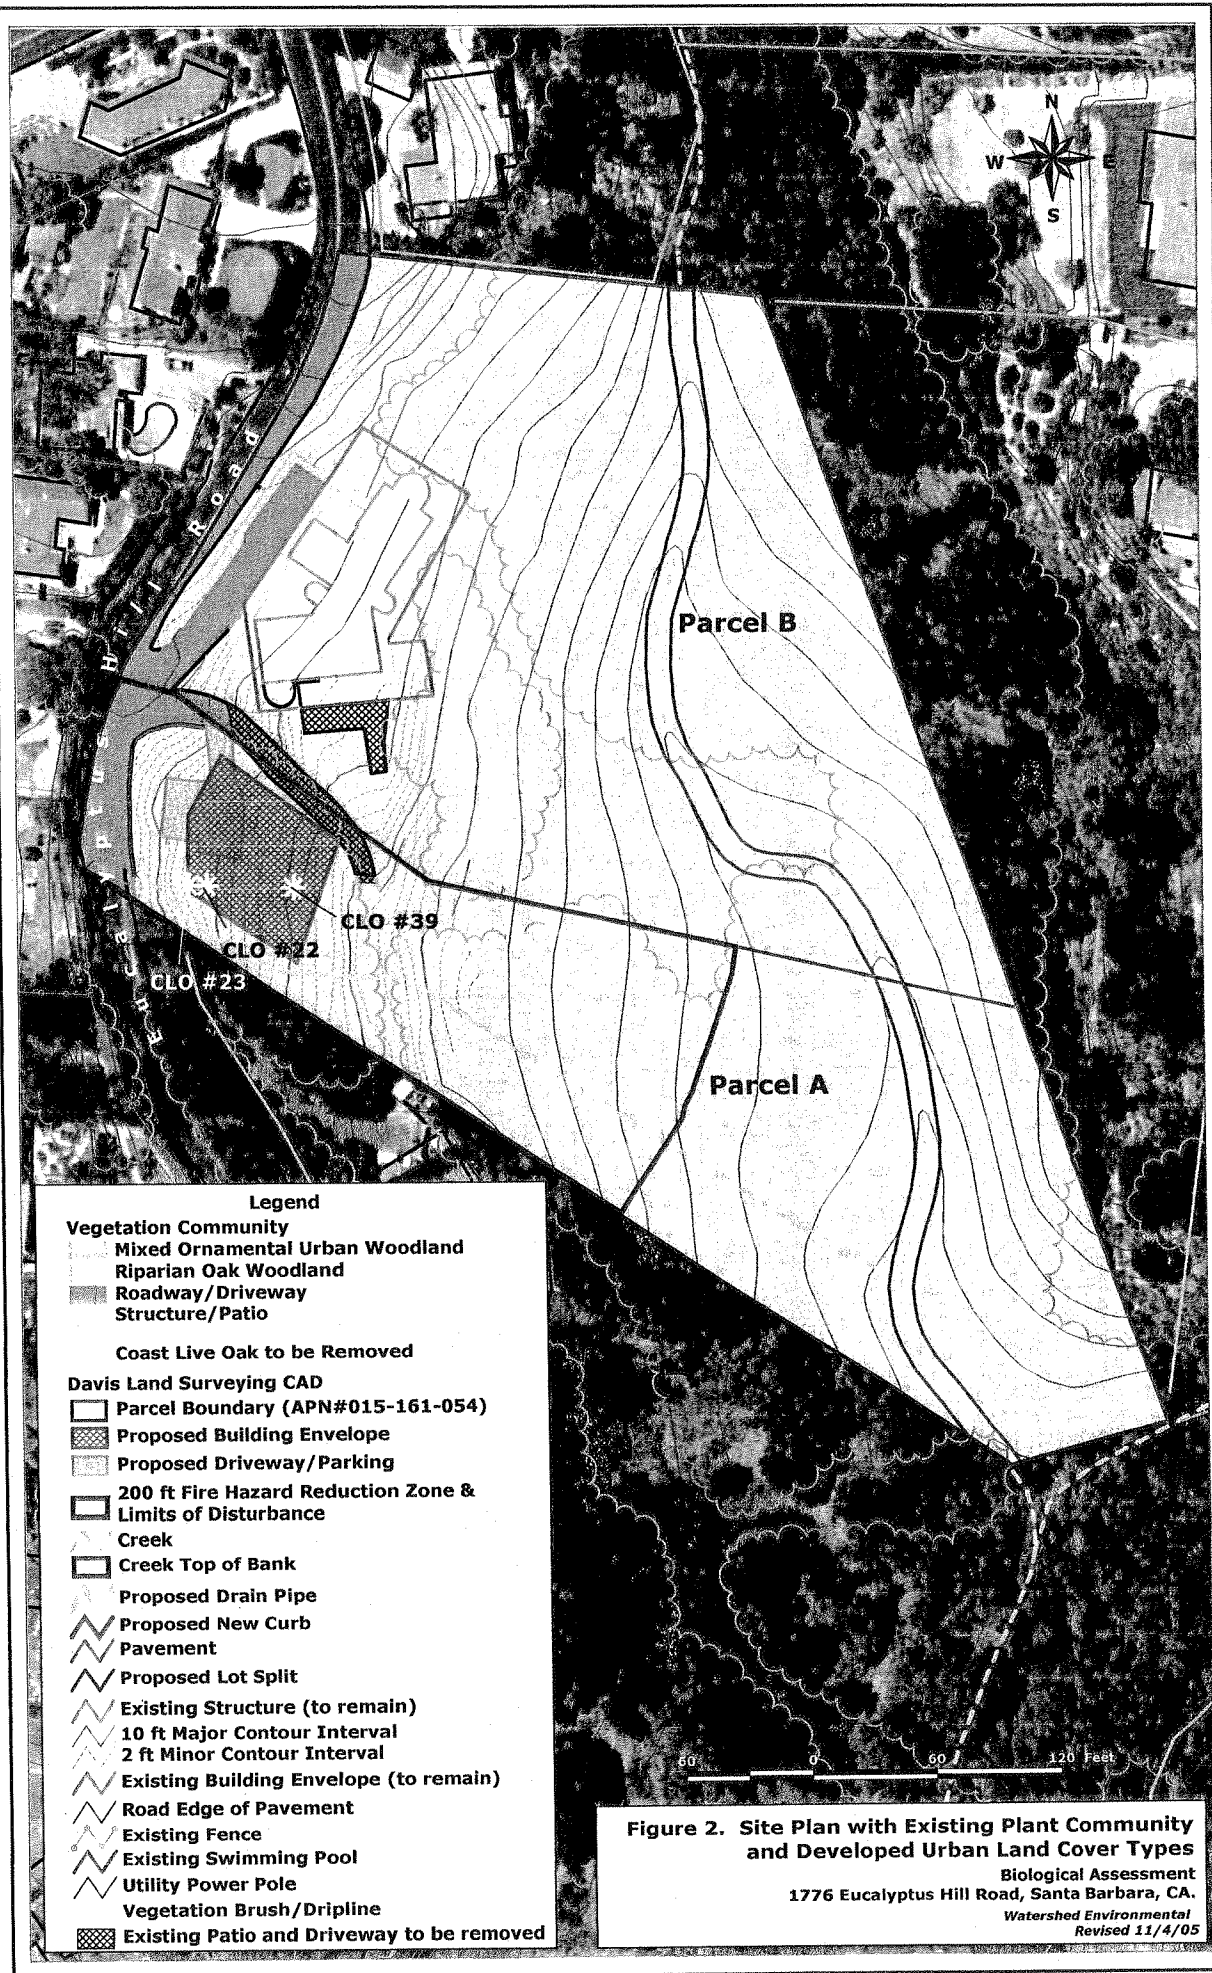 N
W E
S
Eucalyptus Hill Road
Parcel B
CLO #39
CLO #22
CLO #23
Parcel A
Legend
Vegetation Community
Mixed Ornamental Urban Woodland
Riparian Oak Woodland
Roadway/Driveway
Structure/Patio
Coast Live Oak to be Removed
Davis Land Surveying CAD
Parcel Boundary (APN#015-161-054)
Proposed Building Envelope
Proposed Driveway/Parking
200 ft Fire Hazard Reduction Zone &
Limits of Disturbance
Creek
Creek Top of Bank
Proposed Drain Pipe
Proposed New Curb
Pavement
Proposed Lot Split
Existing Structure (to remain)
10 ft Major Contour Interval
2 ft Minor Contour Interval
Existing Building Envelope (to remain)
Road Edge of Pavement
Existing Fence
Existing Swimming Pool
Utility Power Pole
Vegetation Brush/Dripline
Existing Patio and Driveway to be removed
60 0 60 120 Feet
Figure 2. Site Plan with Existing Plant Community
and Developed Urban Land Cover Types
Biological Assessment
1776 Eucalyptus Hill Road, Santa Barbara, CA.
Watershed Environmental
Revised 11/4/05